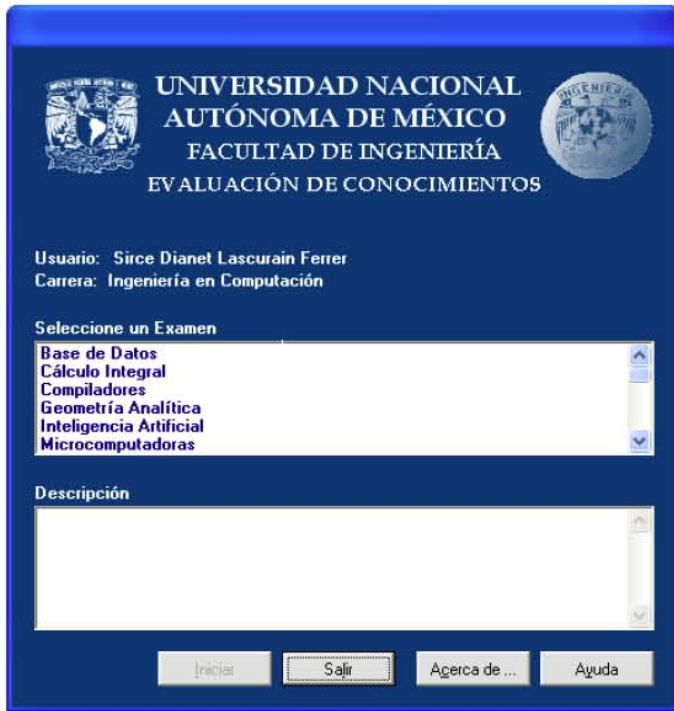 UNIVERSIDAD NACIONAL
AUTÓNOMA DE MÉXICO
FACULTAD DE INGENIERÍA
EVALUACIÓN DE CONOCIMIENTOS
INGENIERIA
Usuario: Sirce Dianet Lascurain Ferrer
Carrera: Ingeniería en Computación
Seleccione un Examen
Base de Datos
Cálculo Integral
Compiladores
Geometría Analítica
Inteligencia Artificial
Microcomputadoras
Descripción
Iniciar
Salir
Acerca de ...
Ayuda